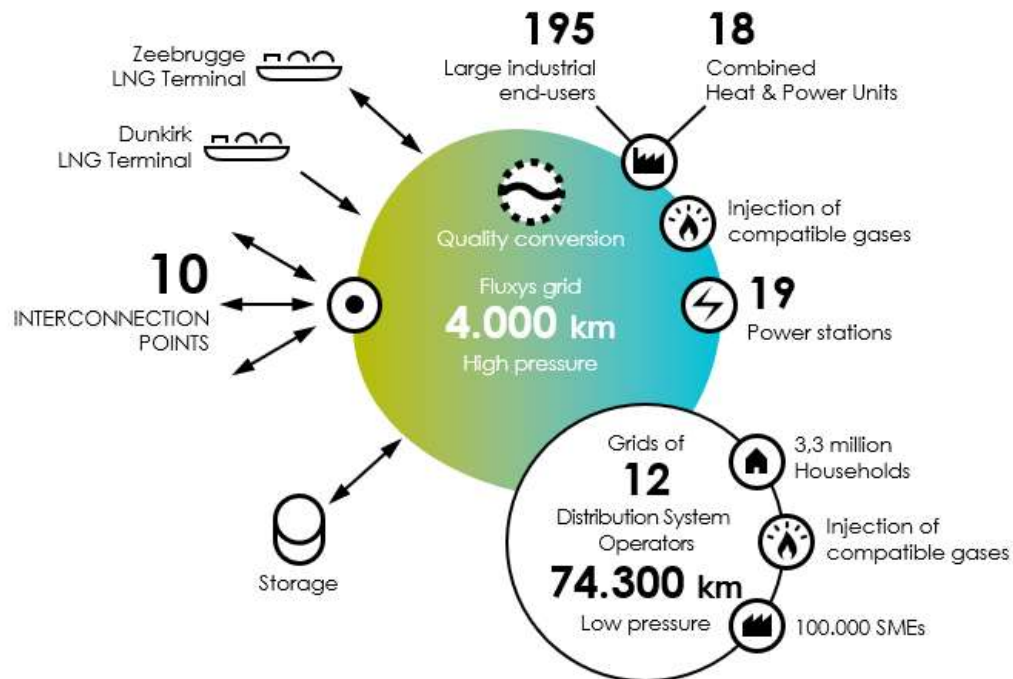 195
Large industrial
end-users
18
Combined
Heat & Power Units
Zeebrugge
LNG Terminal
Dunkirk
LNG Terminal
10
INTERCONNECTION
POINTS
Storage
Quality conversion
Fluxys grid
4.000 km
High pressure
Injection of
compatible gases
19
Power stations
Grids of
12
Distribution System
Operators
74.300 km
Low pressure
3,3 million
Households
Injection of
compatible gases
100.000 SMEs